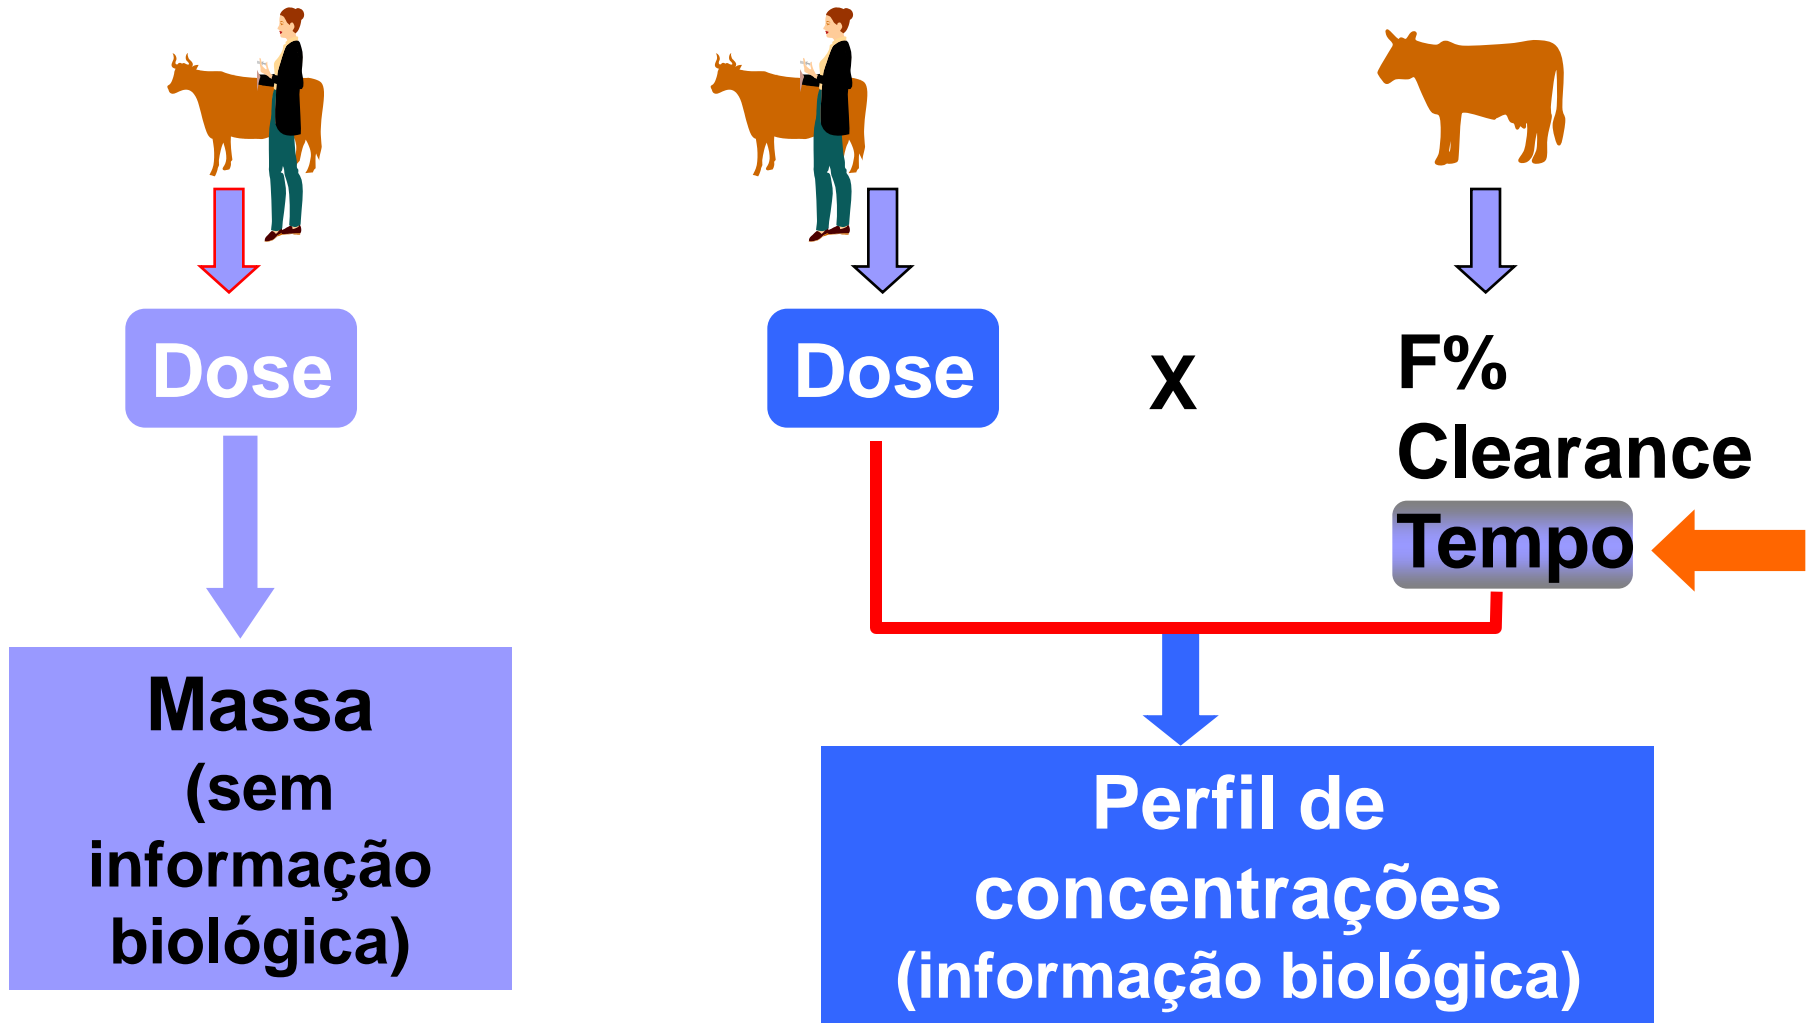 Dose
Massa
(sem
informação
biológica)
Dose
X
F%
Clearance
Tempo
Perfil de
concentrações
(informação biológica)